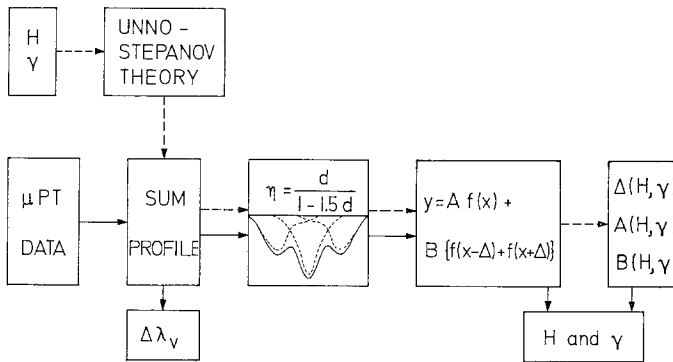 H
γ
UNNO-
STEPANOV
THEORY
μPT
DATA
SUM
PROFILE
η = d / 1 - 1.5 d
y = A f(x) +
B {f(x-Δ) + f(x+Δ)}
Δ(H, γ
A(H, γ
B(H, γ
Δλ_V
H and γ